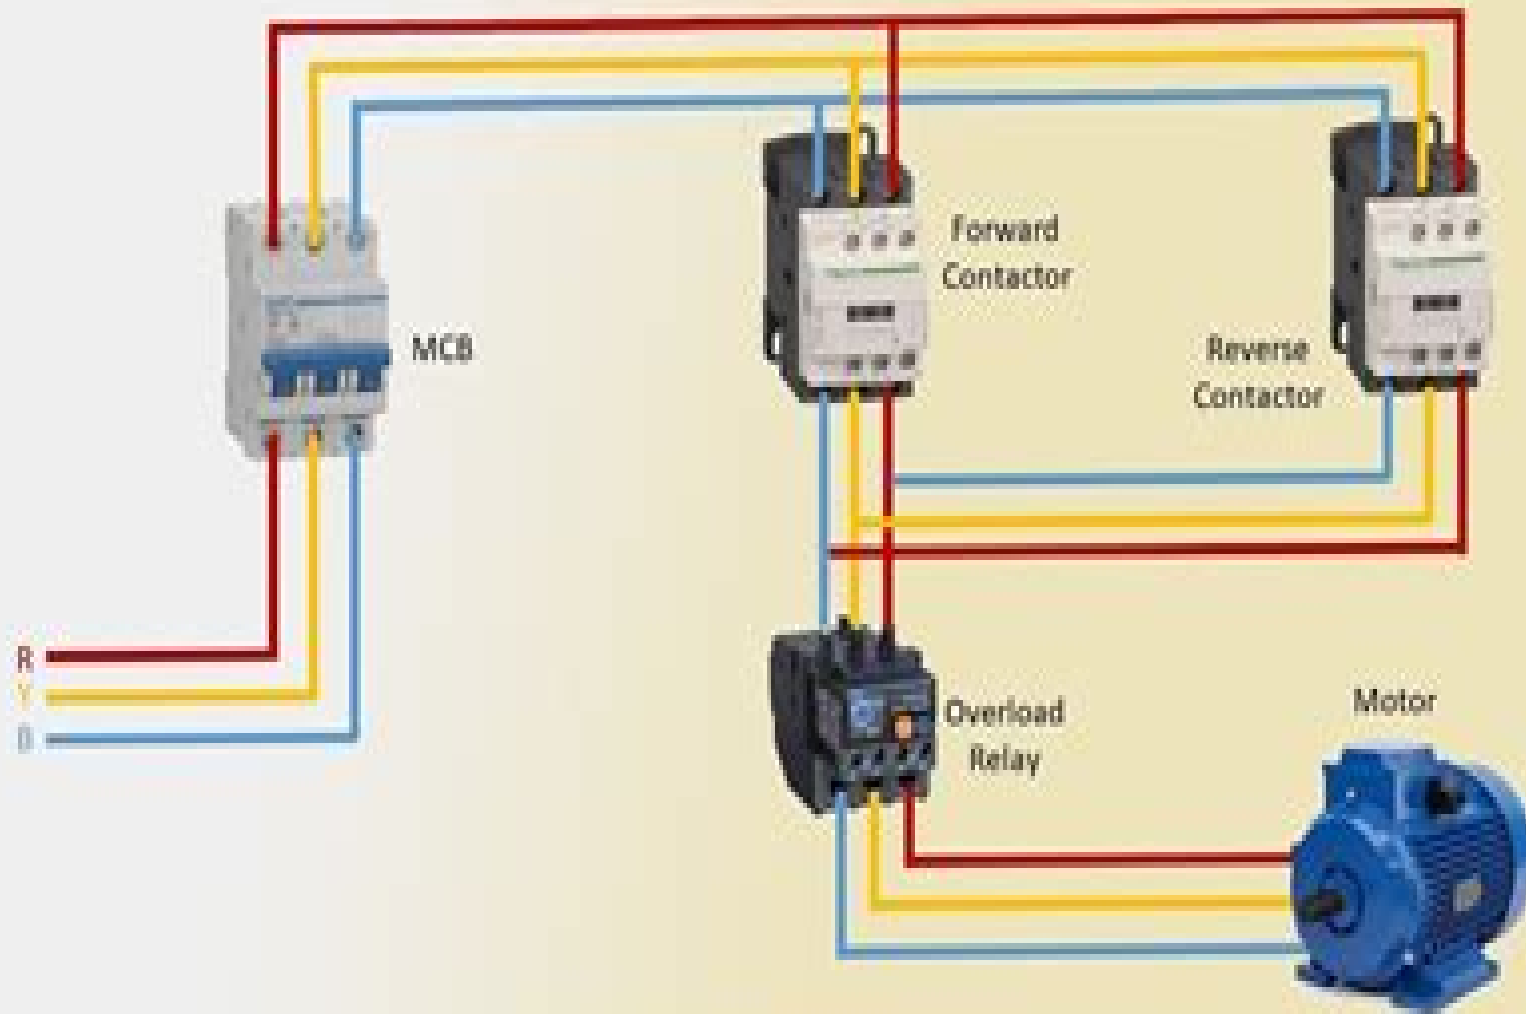 Forward
Contactor
MCB
Reverse
Contactor
R
Y
B
Motor
Overload
Relay